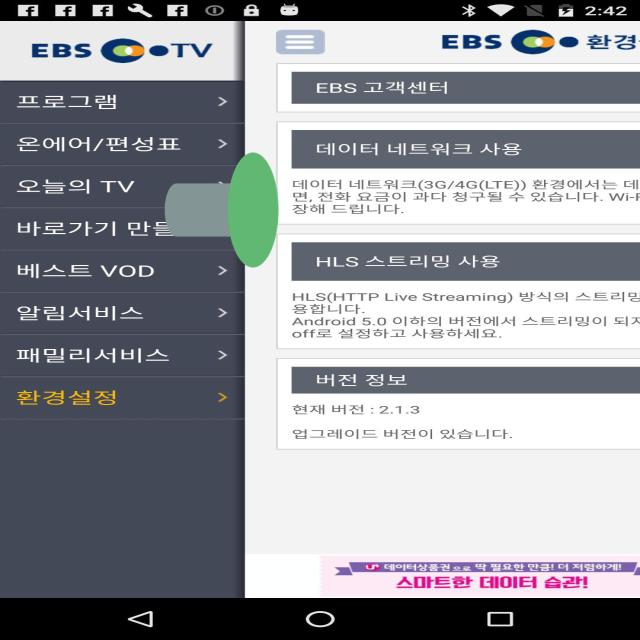 2:42
EBS TV
EBS 환경설
프로그램
온에어/편성표
오늘의 TV
바로가기 만들
베스트 VOD
알림서비스
패밀리서비스
환경설정
EBS 고객센터
데이터 네트워크 사용
데이터 네트워크(3G/4G(LTE)) 환경에서는 데
면, 전화 요금이 과다 청구될 수 있습니다. Wi-F
장해 드립니다.
HLS 스트리밍 사용
HLS(HTTP Live Streaming) 방식의 스트리밍
용합니다.
Android 5.0 이하의 버전에서 스트리밍이 되지
off로 설정하고 사용하세요.
버전 정보
현재 버전 : 2.1.3
업그레이드 버전이 있습니다.
데이터상품권으로 딱 필요한 만큼! 더 저렴하게!
스마트한 데이터 습관!